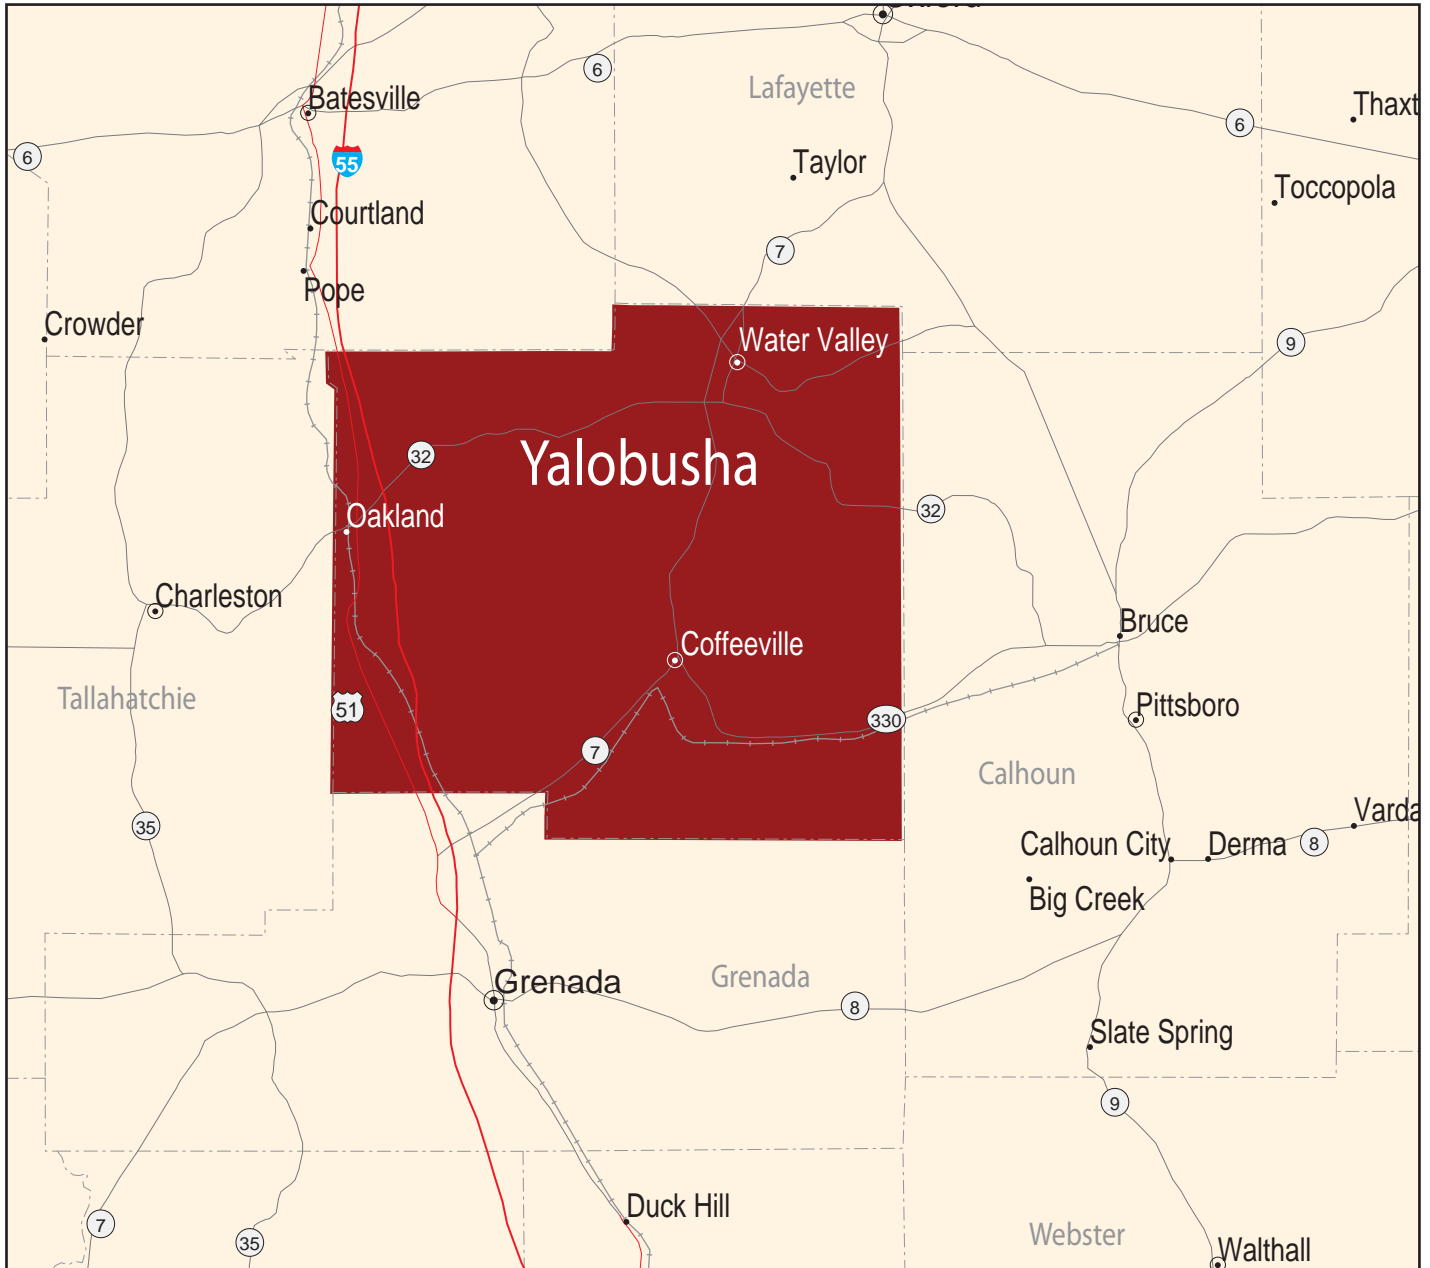 6
Lafayette
Batesville
Thaxt
6
6
55
Taylor
Toccopola
Courtland
7
Pope
Crowder
Water Valley
9
32
Yalobusha
Oakland
32
Charleston
Bruce
Coffeeville
Tallahatchie
51
330
Pittsboro
7
Calhoun
35
Varda
Calhoun City
Derma
8
Big Creek
Grenada
Grenada
8
Slate Spring
9
Duck Hill
7
35
Webster
Walthall